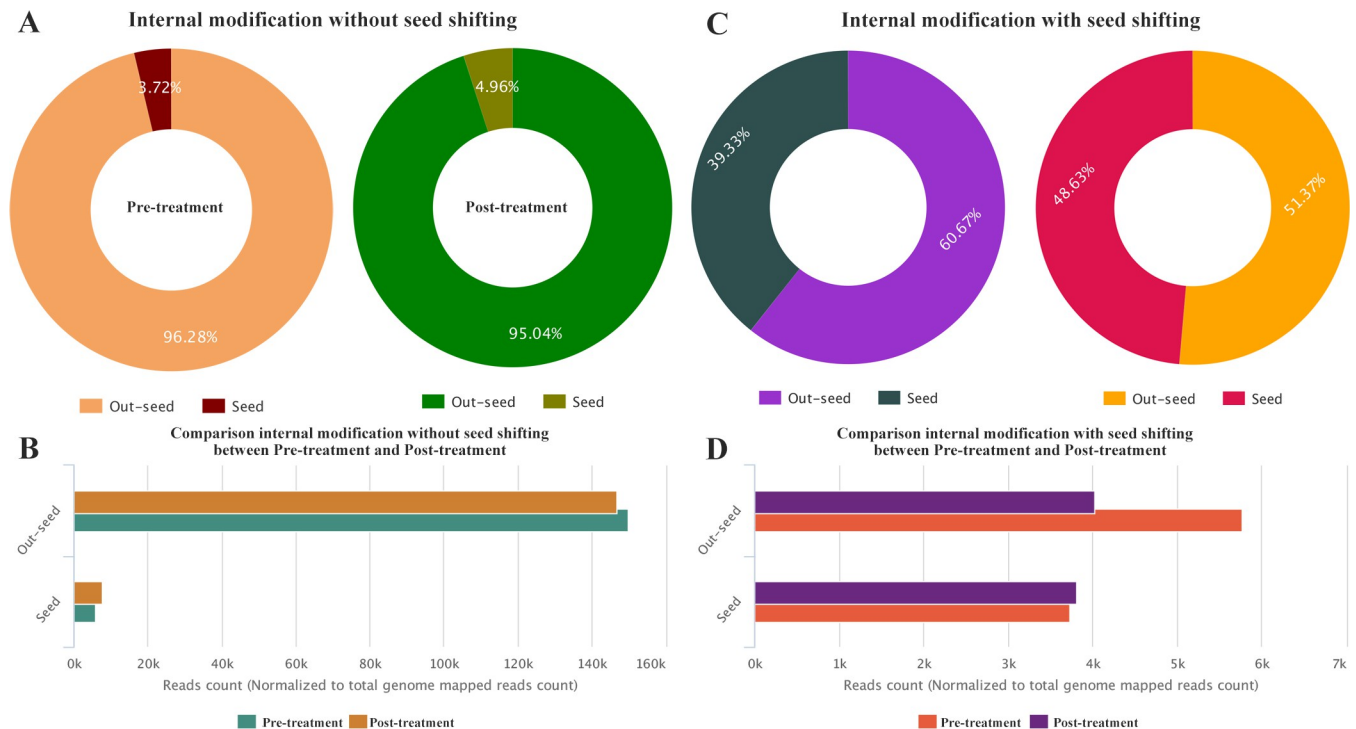 A
Internal modification without seed shifting
3.72%
Pre-treatment
96.28%
Out-seed
Seed
4.96%
Post-treatment
95.04%
Out-seed
Seed
C
Internal modification with seed shifting
39.33%
60.67%
Out-seed
Seed
48.63%
51.37%
Out-seed
Seed
B
Comparison internal modification without seed shifting
between Pre-treatment and Post-treatment
Out-seed
Seed
0k 20k 40k 60k 80k 100k 120k 140k 160k
Reads count (Normalized to total genome mapped reads count)
Pre-treatment Post-treatment
D
Comparison internal modification with seed shifting
between Pre-treatment and Post-treatment
Out-seed
Seed
0k 1k 2k 3k 4k 5k 6k 7k
Reads count (Normalized to total genome mapped reads count)
Pre-treatment Post-treatment